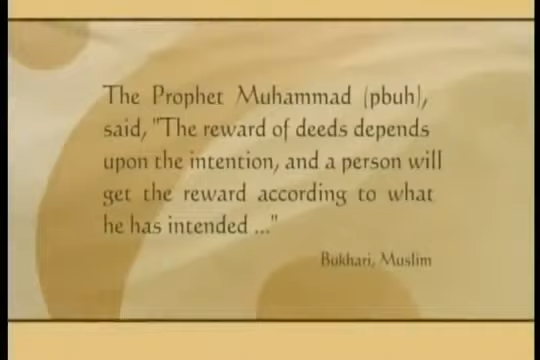 The Prophet Muhammad (pbuh),
said, "The reward of deeds depends
upon the intention, and a person will
get the reward according to what
he has intended ..."
Bukhari, Muslim